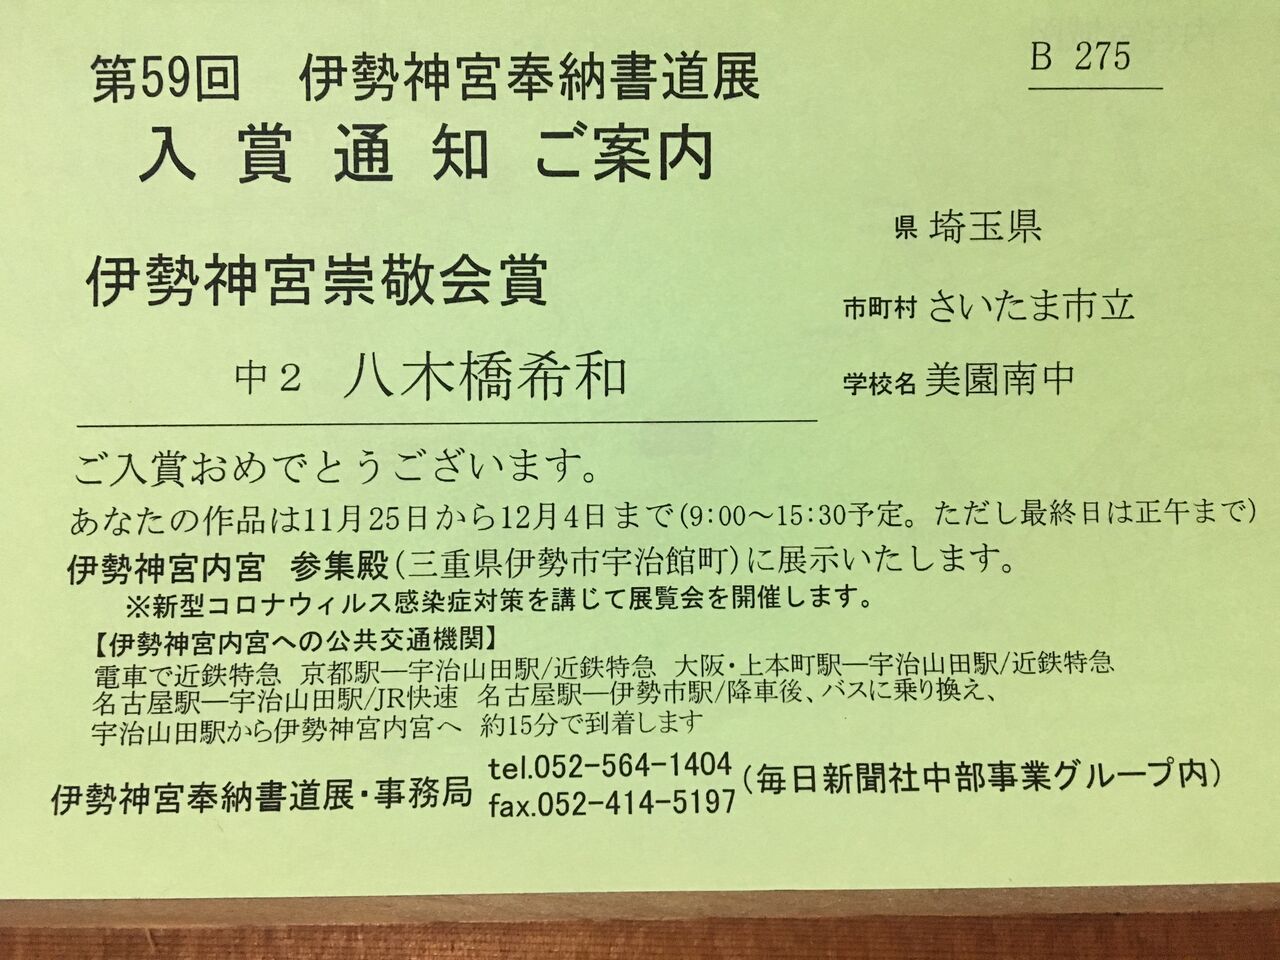 B 275
第59回　伊勢神宮奉納書道展
入 賞 通 知 ご案内
県 埼玉県
伊勢神宮崇敬会賞
市町村 さいたま市立
中２　八木橋希和
学校名 美園南中
ご入賞おめでとうございます。
あなたの作品は11月25日から12月4日まで(9:00～15:30予定。ただし最終日は正午まで)
伊勢神宮内宮　参集殿(三重県伊勢市宇治館町)に展示いたします。
※新型コロナウィルス感染症対策を講じて展覧会を開催します。
【伊勢神宮内宮への公共交通機関】
電車で近鉄特急　京都駅―宇治山田駅/近鉄特急　大阪・上本町駅―宇治山田駅/近鉄特急
名古屋駅―宇治山田駅/JR快速　名古屋駅―伊勢市駅/降車後、バスに乗り換え、
宇治山田駅から伊勢神宮内宮へ　約15分で到着します
伊勢神宮奉納書道展・事務局 tel.052-564-1404 (毎日新聞社中部事業グループ内)
fax.052-414-5197